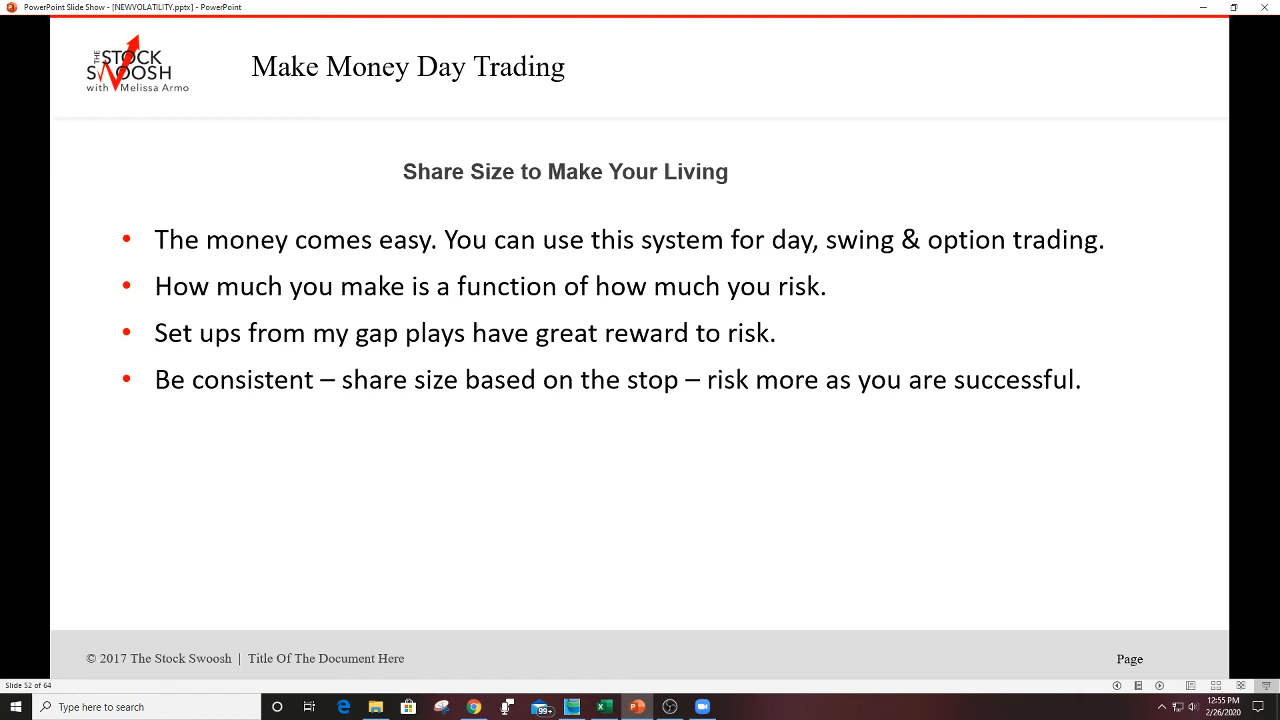 PowerPoint Slide Show - [NEWVOLATILITY.pptx] - PowerPoint
THE STOCK
SWOOSH
with Melissa Armo
Make Money Day Trading
Share Size to Make Your Living
• The money comes easy. You can use this system for day, swing & option trading.
• How much you make is a function of how much you risk.
• Set ups from my gap plays have great reward to risk.
• Be consistent – share size based on the stop – risk more as you are successful.
© 2017 The Stock Swoosh | Title Of The Document Here
Page
Slide 52 of 64
Type here to search
99+
12:55 PM
2/26/2020